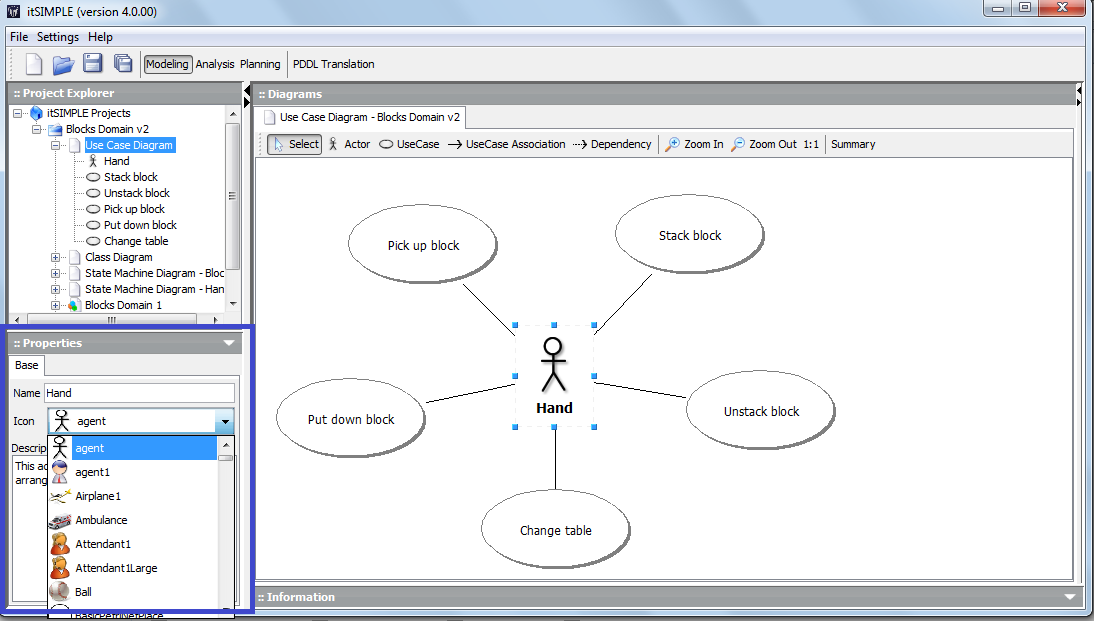 itSIMPLE (version 4.0.00)
File Settings Help
Modeling Analysis Planning PDDL Translation
:: Project Explorer
itSIMPLE Projects
Blocks Domain v2
Use Case Diagram
Hand
Stack block
Unstack block
Pick up block
Put down block
Change table
Class Diagram
State Machine Diagram - Bloc
State Machine Diagram - Han
Blocks Domain 1
:: Properties
Base
Name Hand
Icon agent
Descrip
This ac
arrang
agent
agent1
Airplane1
Ambulance
Attendant1
Attendant1Large
Ball
BasicPetriNetPlace
:: Diagrams
Use Case Diagram - Blocks Domain v2
Select Actor UseCase UseCase Association Dependency Zoom In Zoom Out 1:1 Summary
Pick up block
Stack block
Hand
Put down block
Unstack block
Change table
:: Information